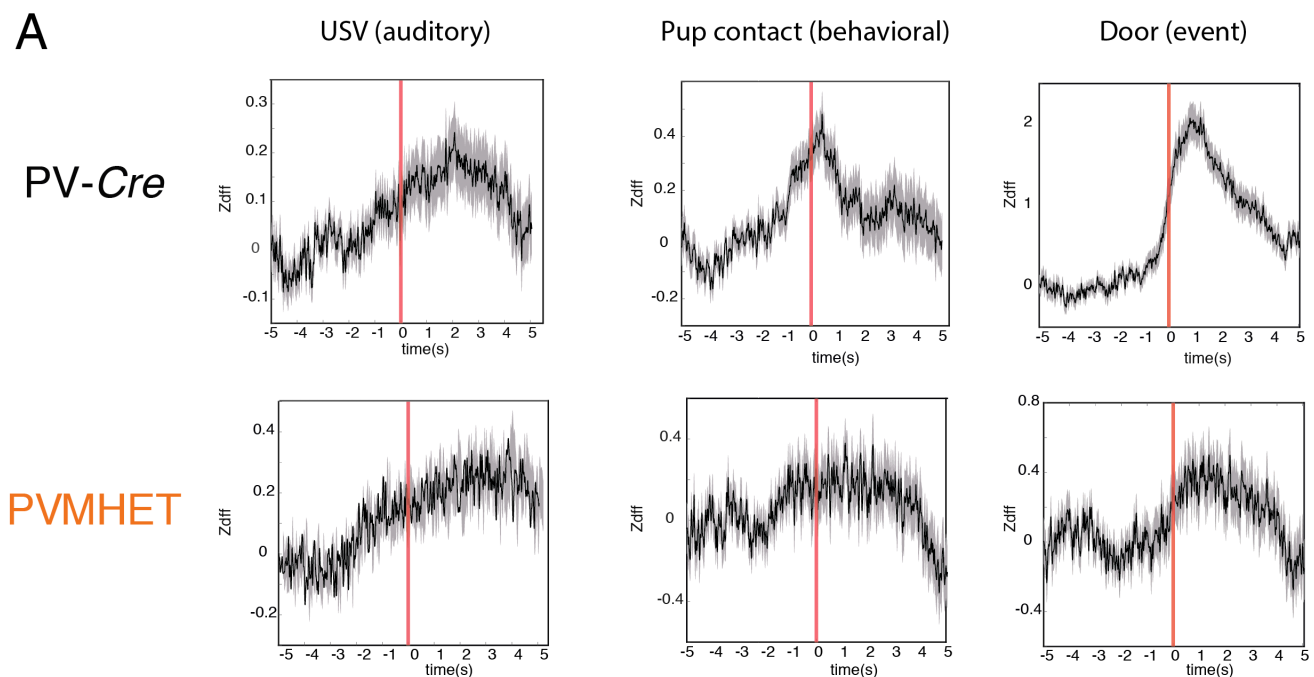 A
USV (auditory)
Pup contact (behavioral)
Door (event)
PV-Cre
Zdff
0.3
0.2
0.1
0
-0.1
-5 -4 -3 -2 -1 0 1 2 3 4 5
time(s)
Zdff
0.4
0.2
0
-0.2
-5 -4 -3 -2 -1 0 1 2 3 4 5
time(s)
Zdff
2
1
0
-5 -4 -3 -2 -1 0 1 2 3 4 5
time(s)
PVMHET
Zdff
0.4
0.2
0
-0.2
-5 -4 -3 -2 -1 0 1 2 3 4 5
time(s)
Zdff
0.4
0
-0.4
-5 -4 -3 -2 -1 0 1 2 3 4 5
time(s)
Zdff
0.8
0.4
0
-0.4
-5 -4 -3 -2 -1 0 1 2 3 4 5
time(s)